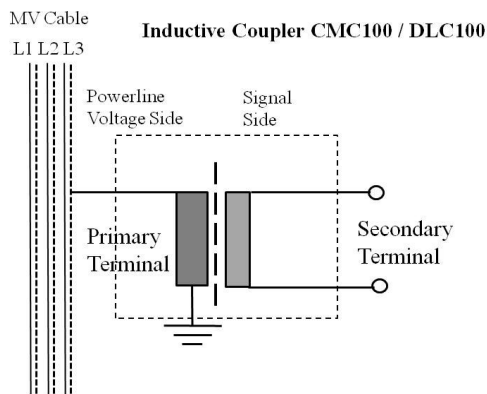 MV Cable
Inductive Coupler CMC100 / DLC100
L1 L2 L3
Powerline
Voltage Side
Signal
Side
Primary
Terminal
Secondary
Terminal